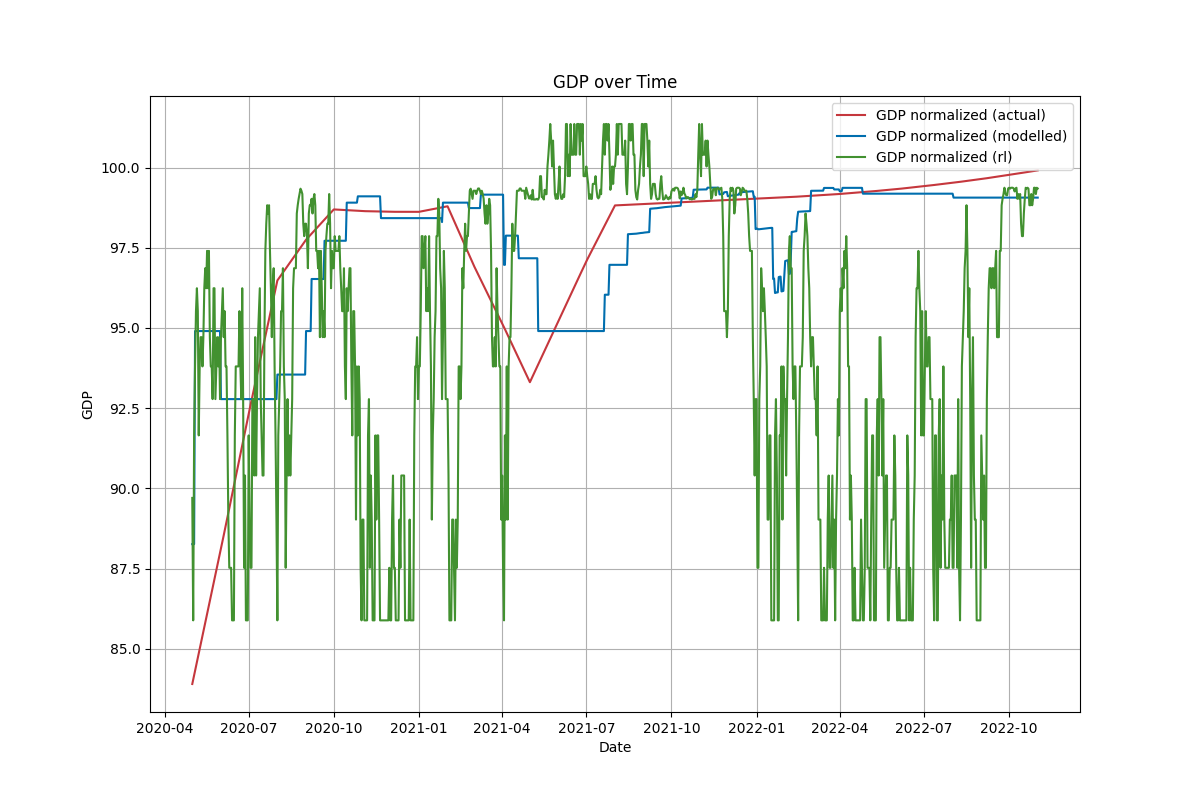 GDP over Time
GDP normalized (actual)
GDP normalized (modelled)
GDP normalized (rl)
100.0
97.5
95.0
92.5
90.0
87.5
85.0
GDP
2020-04 2020-07 2020-10 2021-01 2021-04 2021-07 2021-10 2022-01 2022-04 2022-07 2022-10
Date